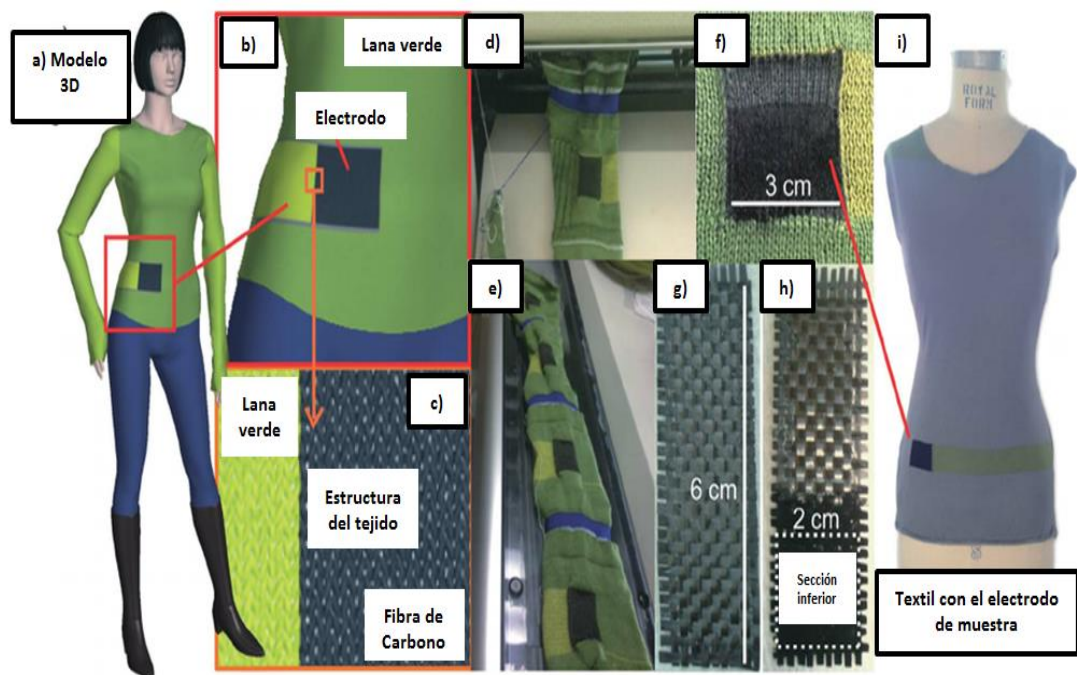 a) Modelo
3D
b)
Lana verde
Electrodo
Lana
verde
c)
Estructura
del tejido
Fibra de
Carbono
d)
e)
f)
3 cm
g)
6 cm
h)
2 cm
Sección
inferior
i)
ROYAL
FORM
Textil con el electrodo
de muestra